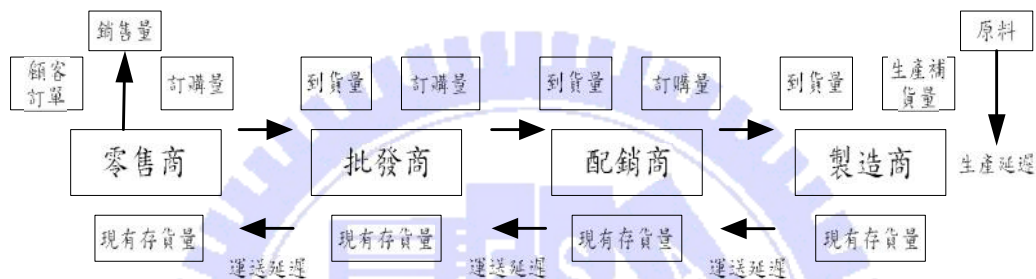 銷售量
原料
顧客
訂單
訂購量
到貨量
訂購量
到貨量
訂購量
到貨量
生產補
貨量
零售商
批發商
配銷商
製造商
生產延遲
現有存貨量
現有存貨量
現有存貨量
現有存貨量
運送延遲
運送延遲
運送延遲